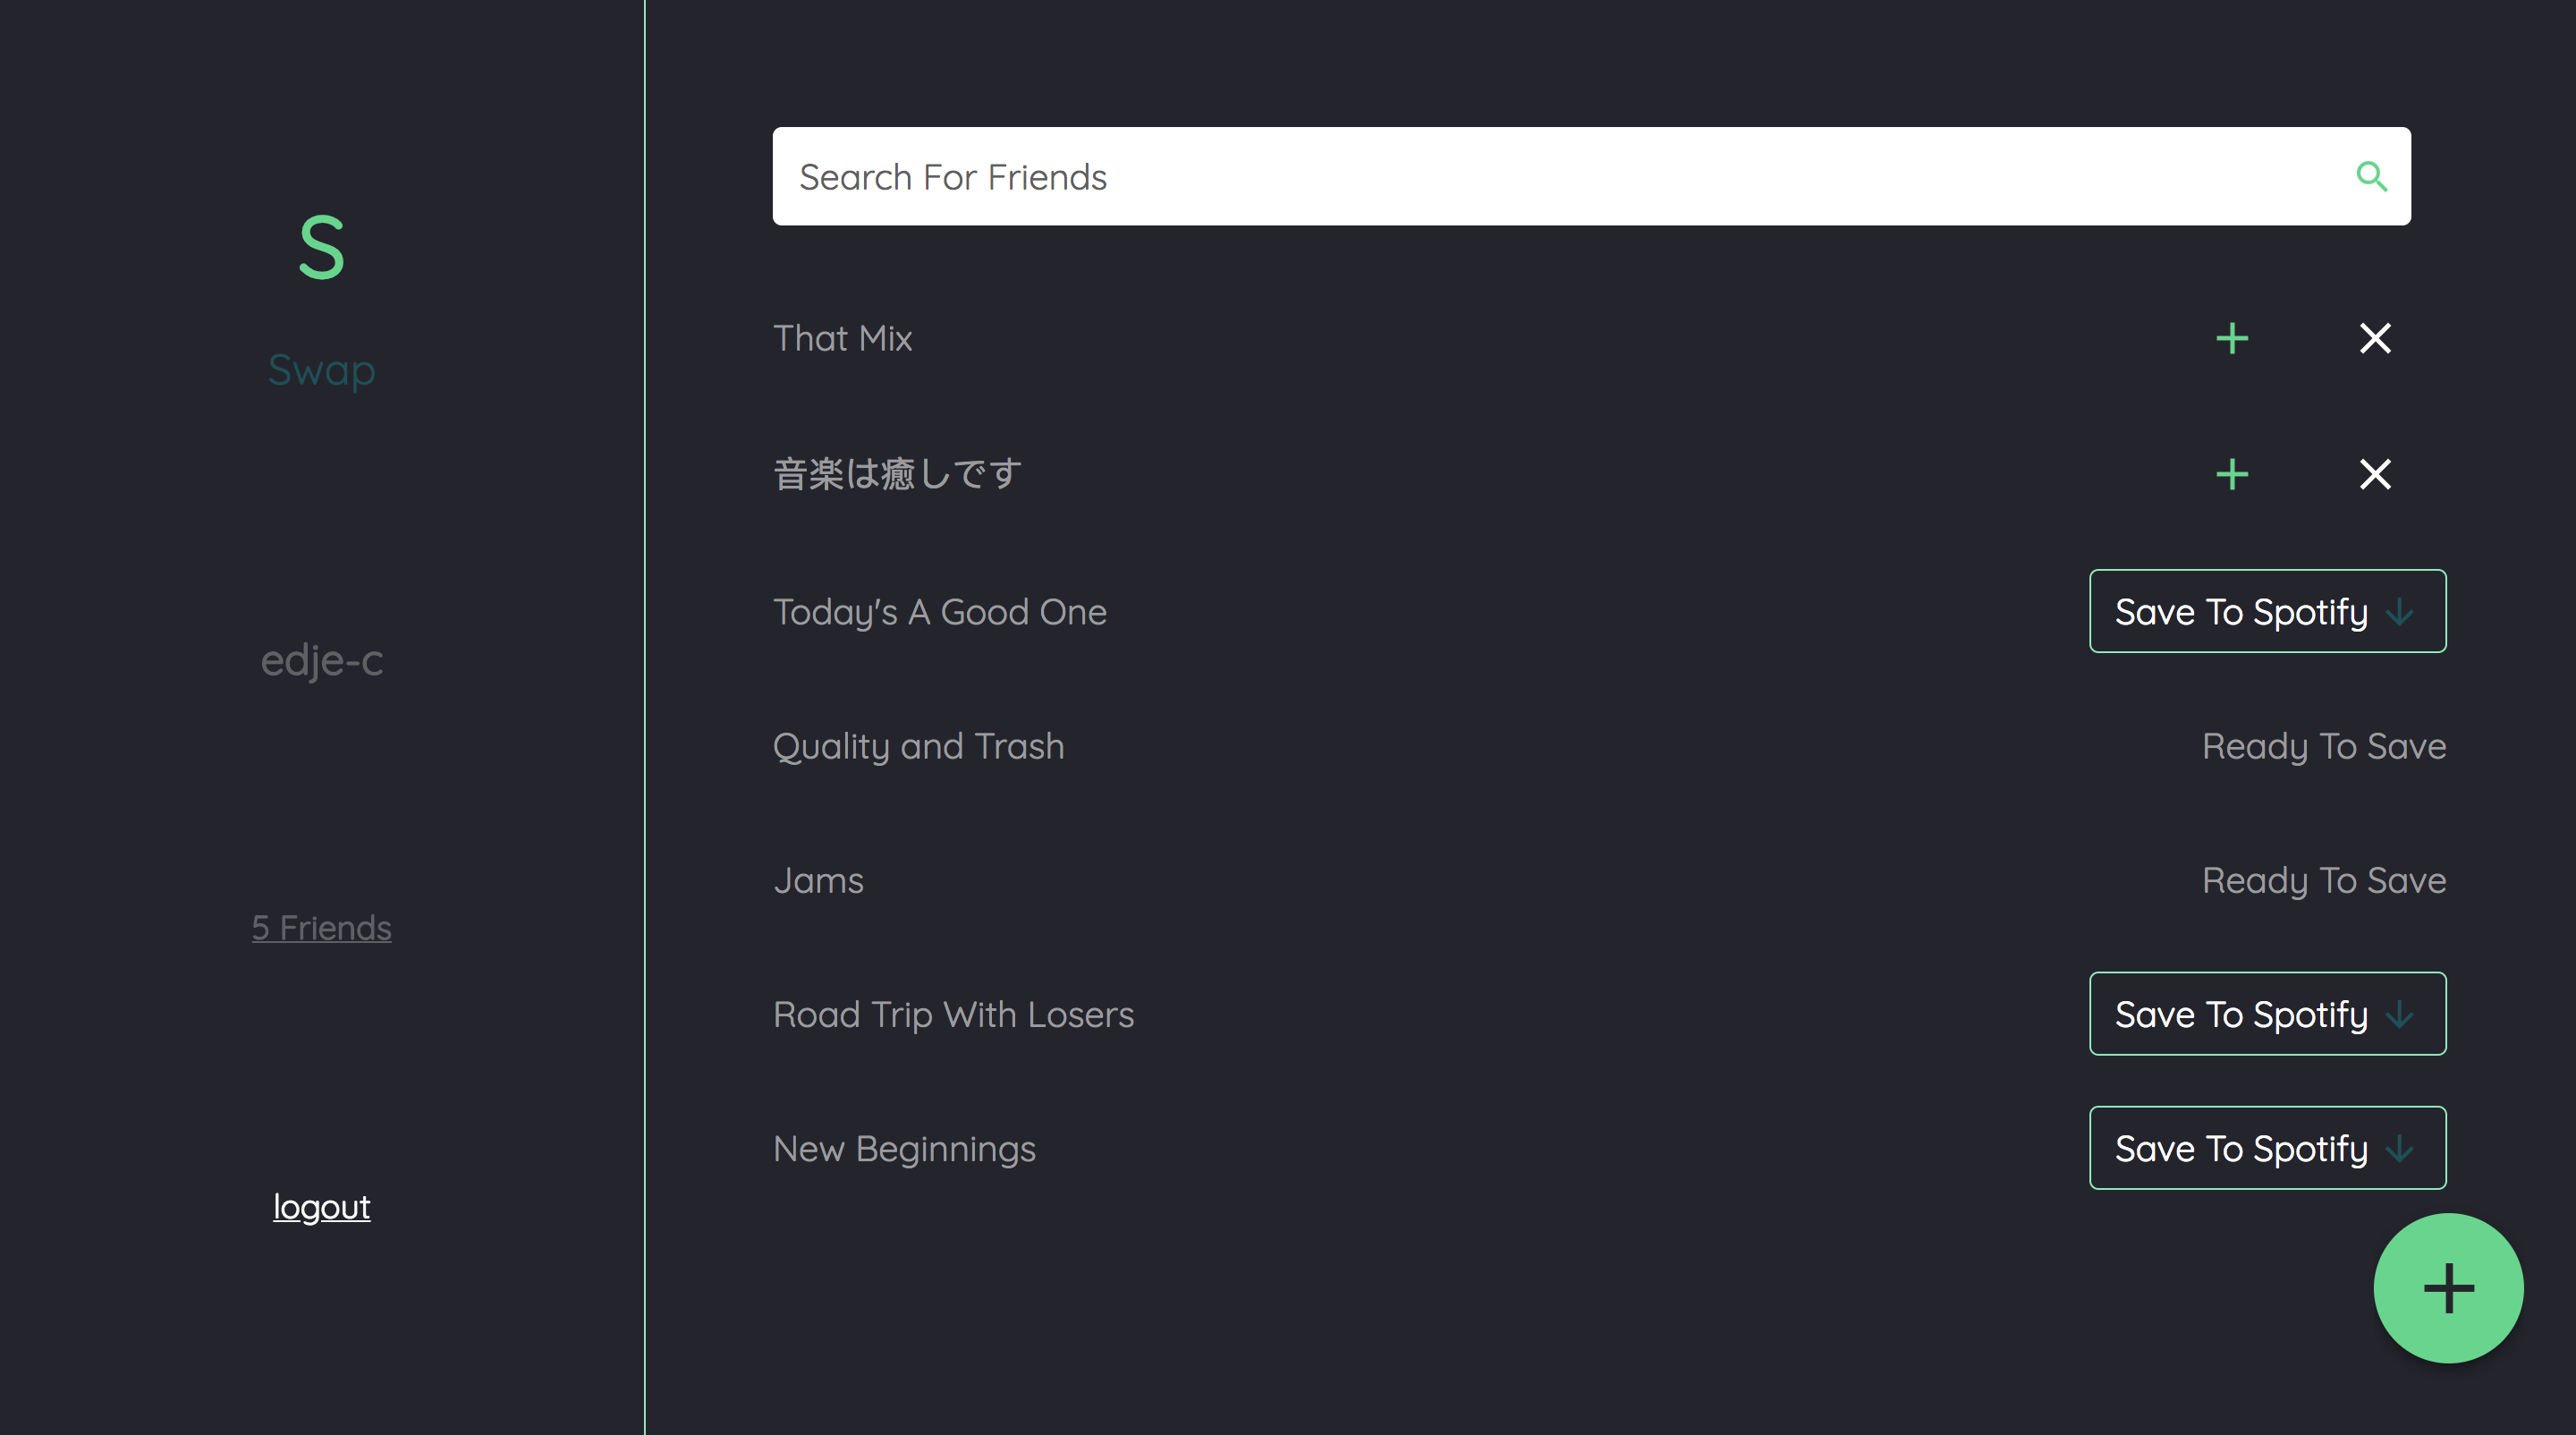 S
Swap
edje-c
5 Friends
logout
Search For Friends
That Mix
音楽は癒しです
Today's A Good One
Save To Spotify
Quality and Trash
Ready To Save
Jams
Ready To Save
Road Trip With Losers
Save To Spotify
New Beginnings
Save To Spotify